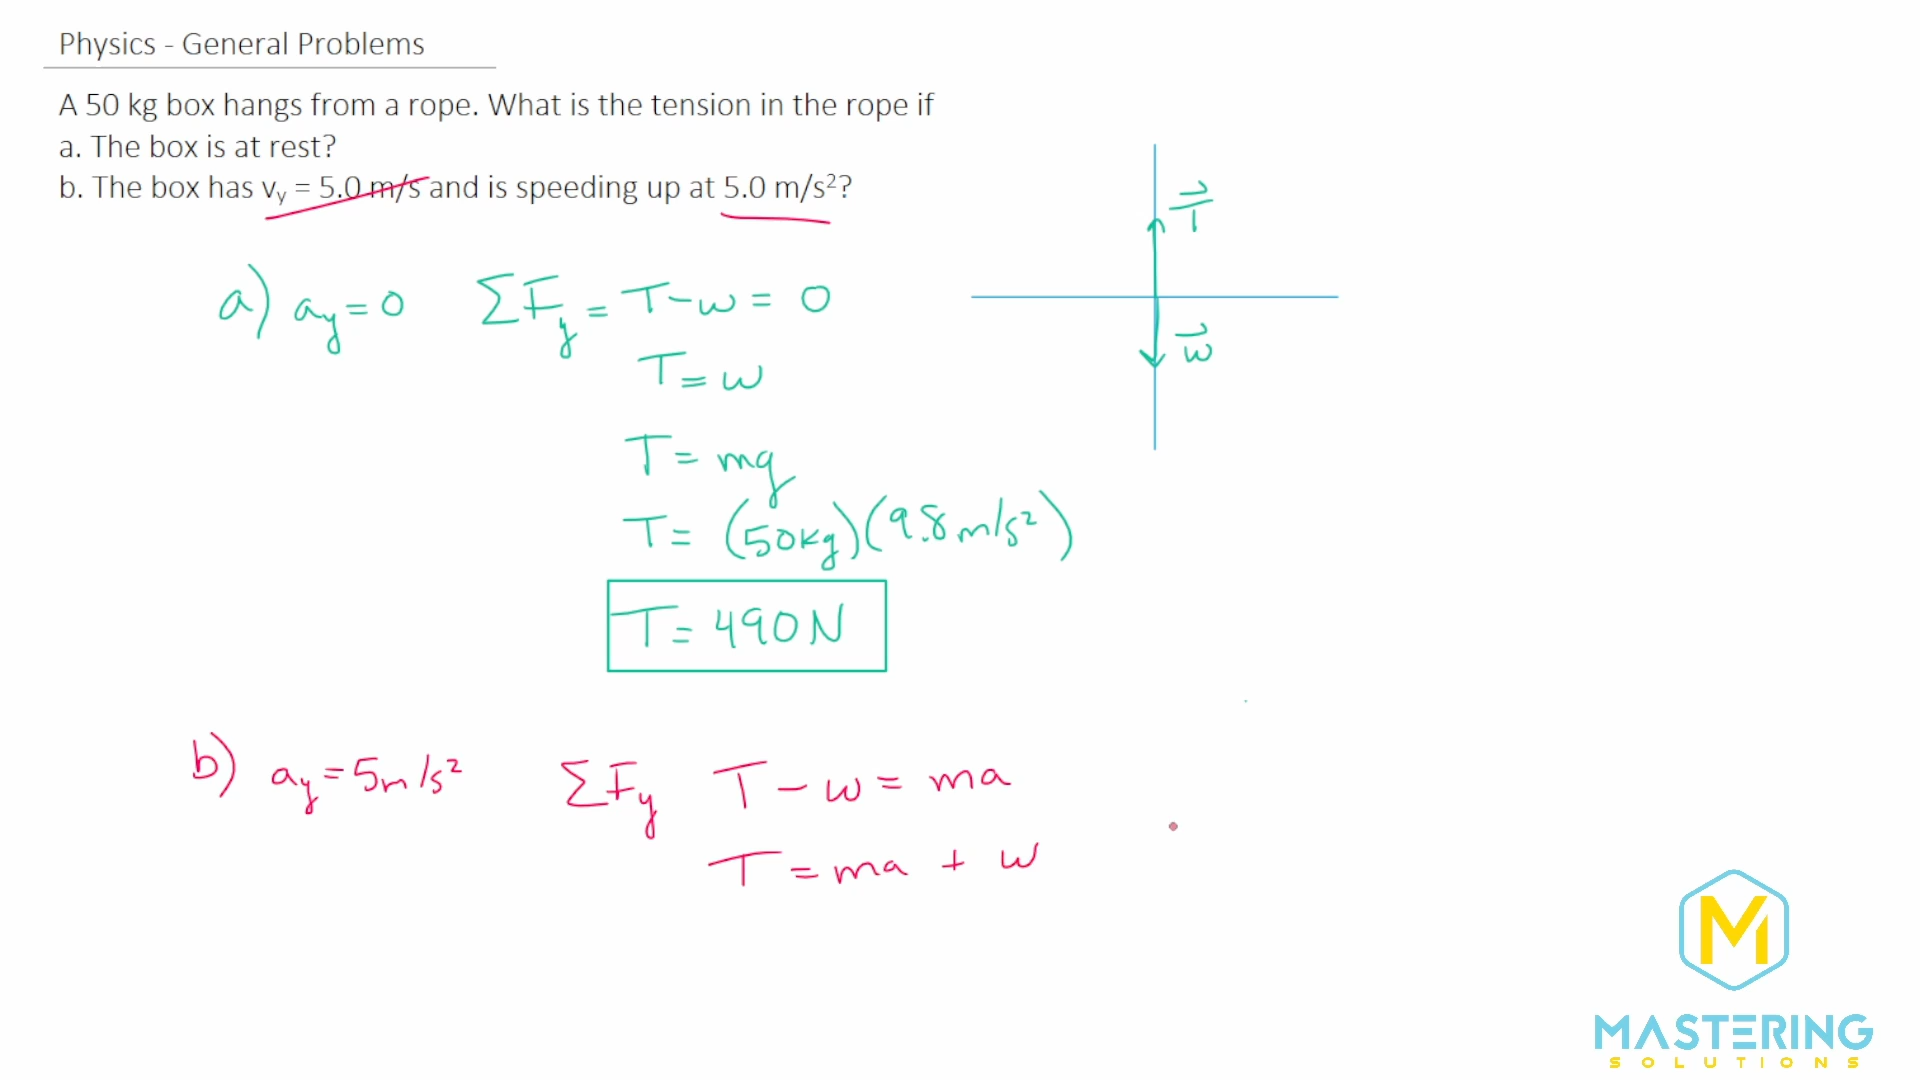 Physics - General Problems
A 50 kg box hangs from a rope. What is the tension in the rope if
a. The box is at rest?
b. The box has vy = 5.0 m/s and is speeding up at 5.0 m/s²?
T
w
a) ay = 0 ΣFy = T - w = 0
T = w
T = mg
T = (50kg)(9.8m/s²)
T = 490N
b) ay = 5m/s² ΣFy T - w = ma
T = ma + w
M
MASTERING
SOLUTIONS